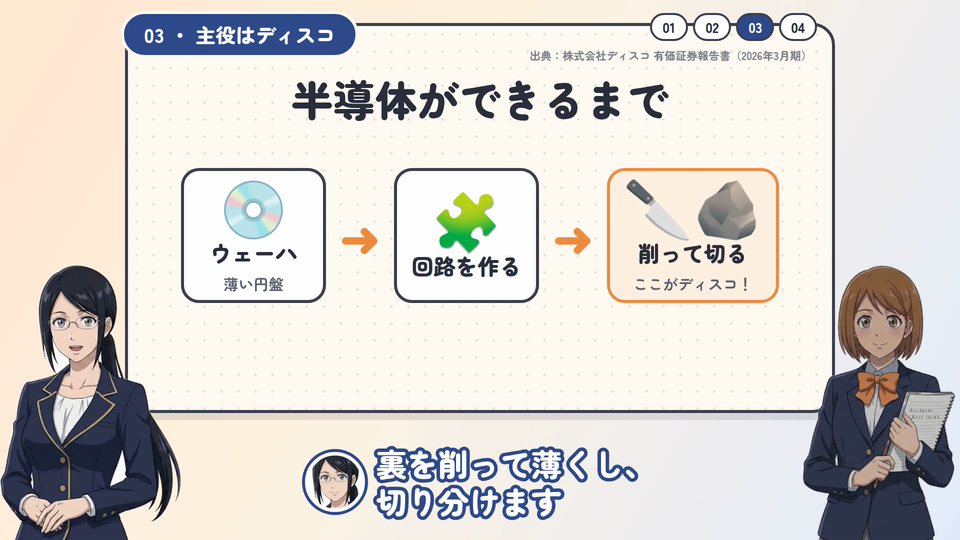 03 ・ 主役はディスコ
01 02 03 04
出典：株式会社ディスコ 有価証券報告書（2026年3月期）
半導体ができるまで
ウェーハ
薄い円盤
回路を作る
削って切る
ここがディスコ！
裏を削って薄くし、
切り分けます